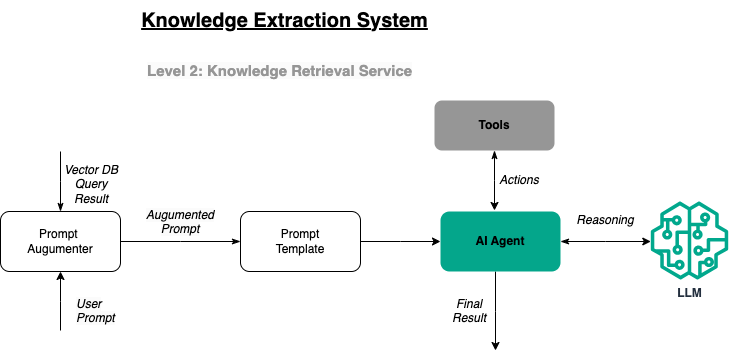 Knowledge Extraction System
Level 2: Knowledge Retrieval Service
Tools
Vector DB
Query
Result
Actions
Augumented
Prompt
Reasoning
Prompt
Augumenter
Prompt
Template
AI Agent
LLM
User
Prompt
Final
Result